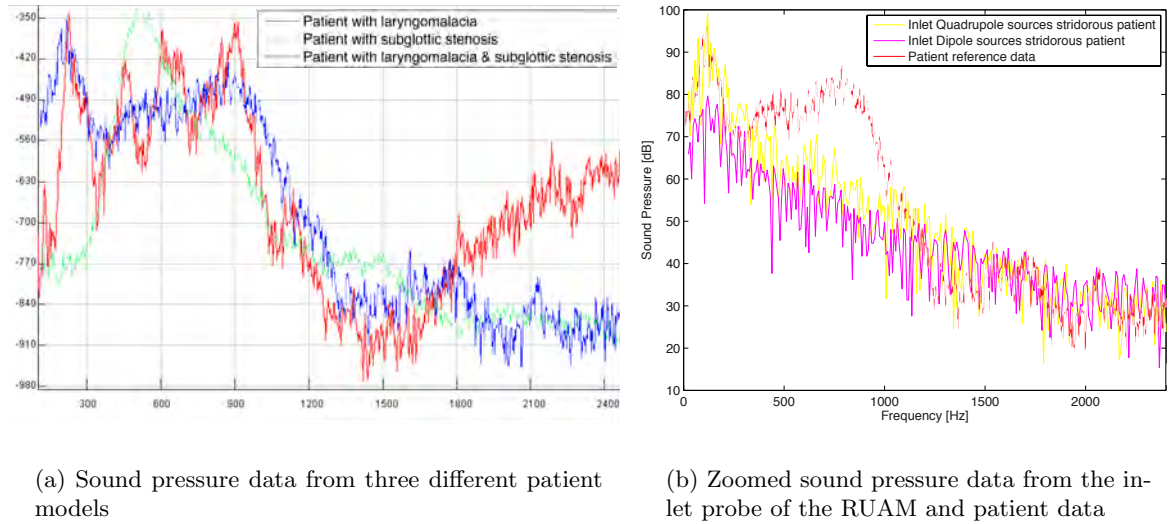 -350
-420
-490
-560
-630
-700
-770
-840
-910
-980
300
600
900
1200
1500
1800
2100
2400
Patient with laryngomalacia
Patient with subglottic stenosis
Patient with laryngomalacia & subglottic stenosis
100
90
80
70
60
50
40
30
20
10
Sound Pressure [dB]
0
500
1000
1500
2000
Frequency [Hz]
Inlet Quadrupole sources stridorous patient
Inlet Dipole sources stridorous patient
Patient reference data
(a) Sound pressure data from three different patient
models
(b) Zoomed sound pressure data from the in-
let probe of the RUAM and patient data